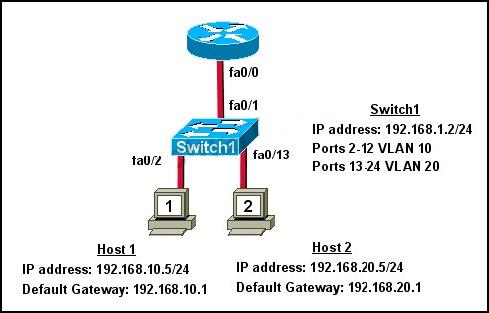 fa0/0
fa0/1
Switch1
fa0/2
fa0/13
Switch1
IP address: 192.168.1.2/24
Ports 2-12 VLAN 10
Ports 13-24 VLAN 20
1
2
Host 1
IP address: 192.168.10.5/24
Default Gateway: 192.168.10.1
Host 2
IP address: 192.168.20.5/24
Default Gateway: 192.168.20.1